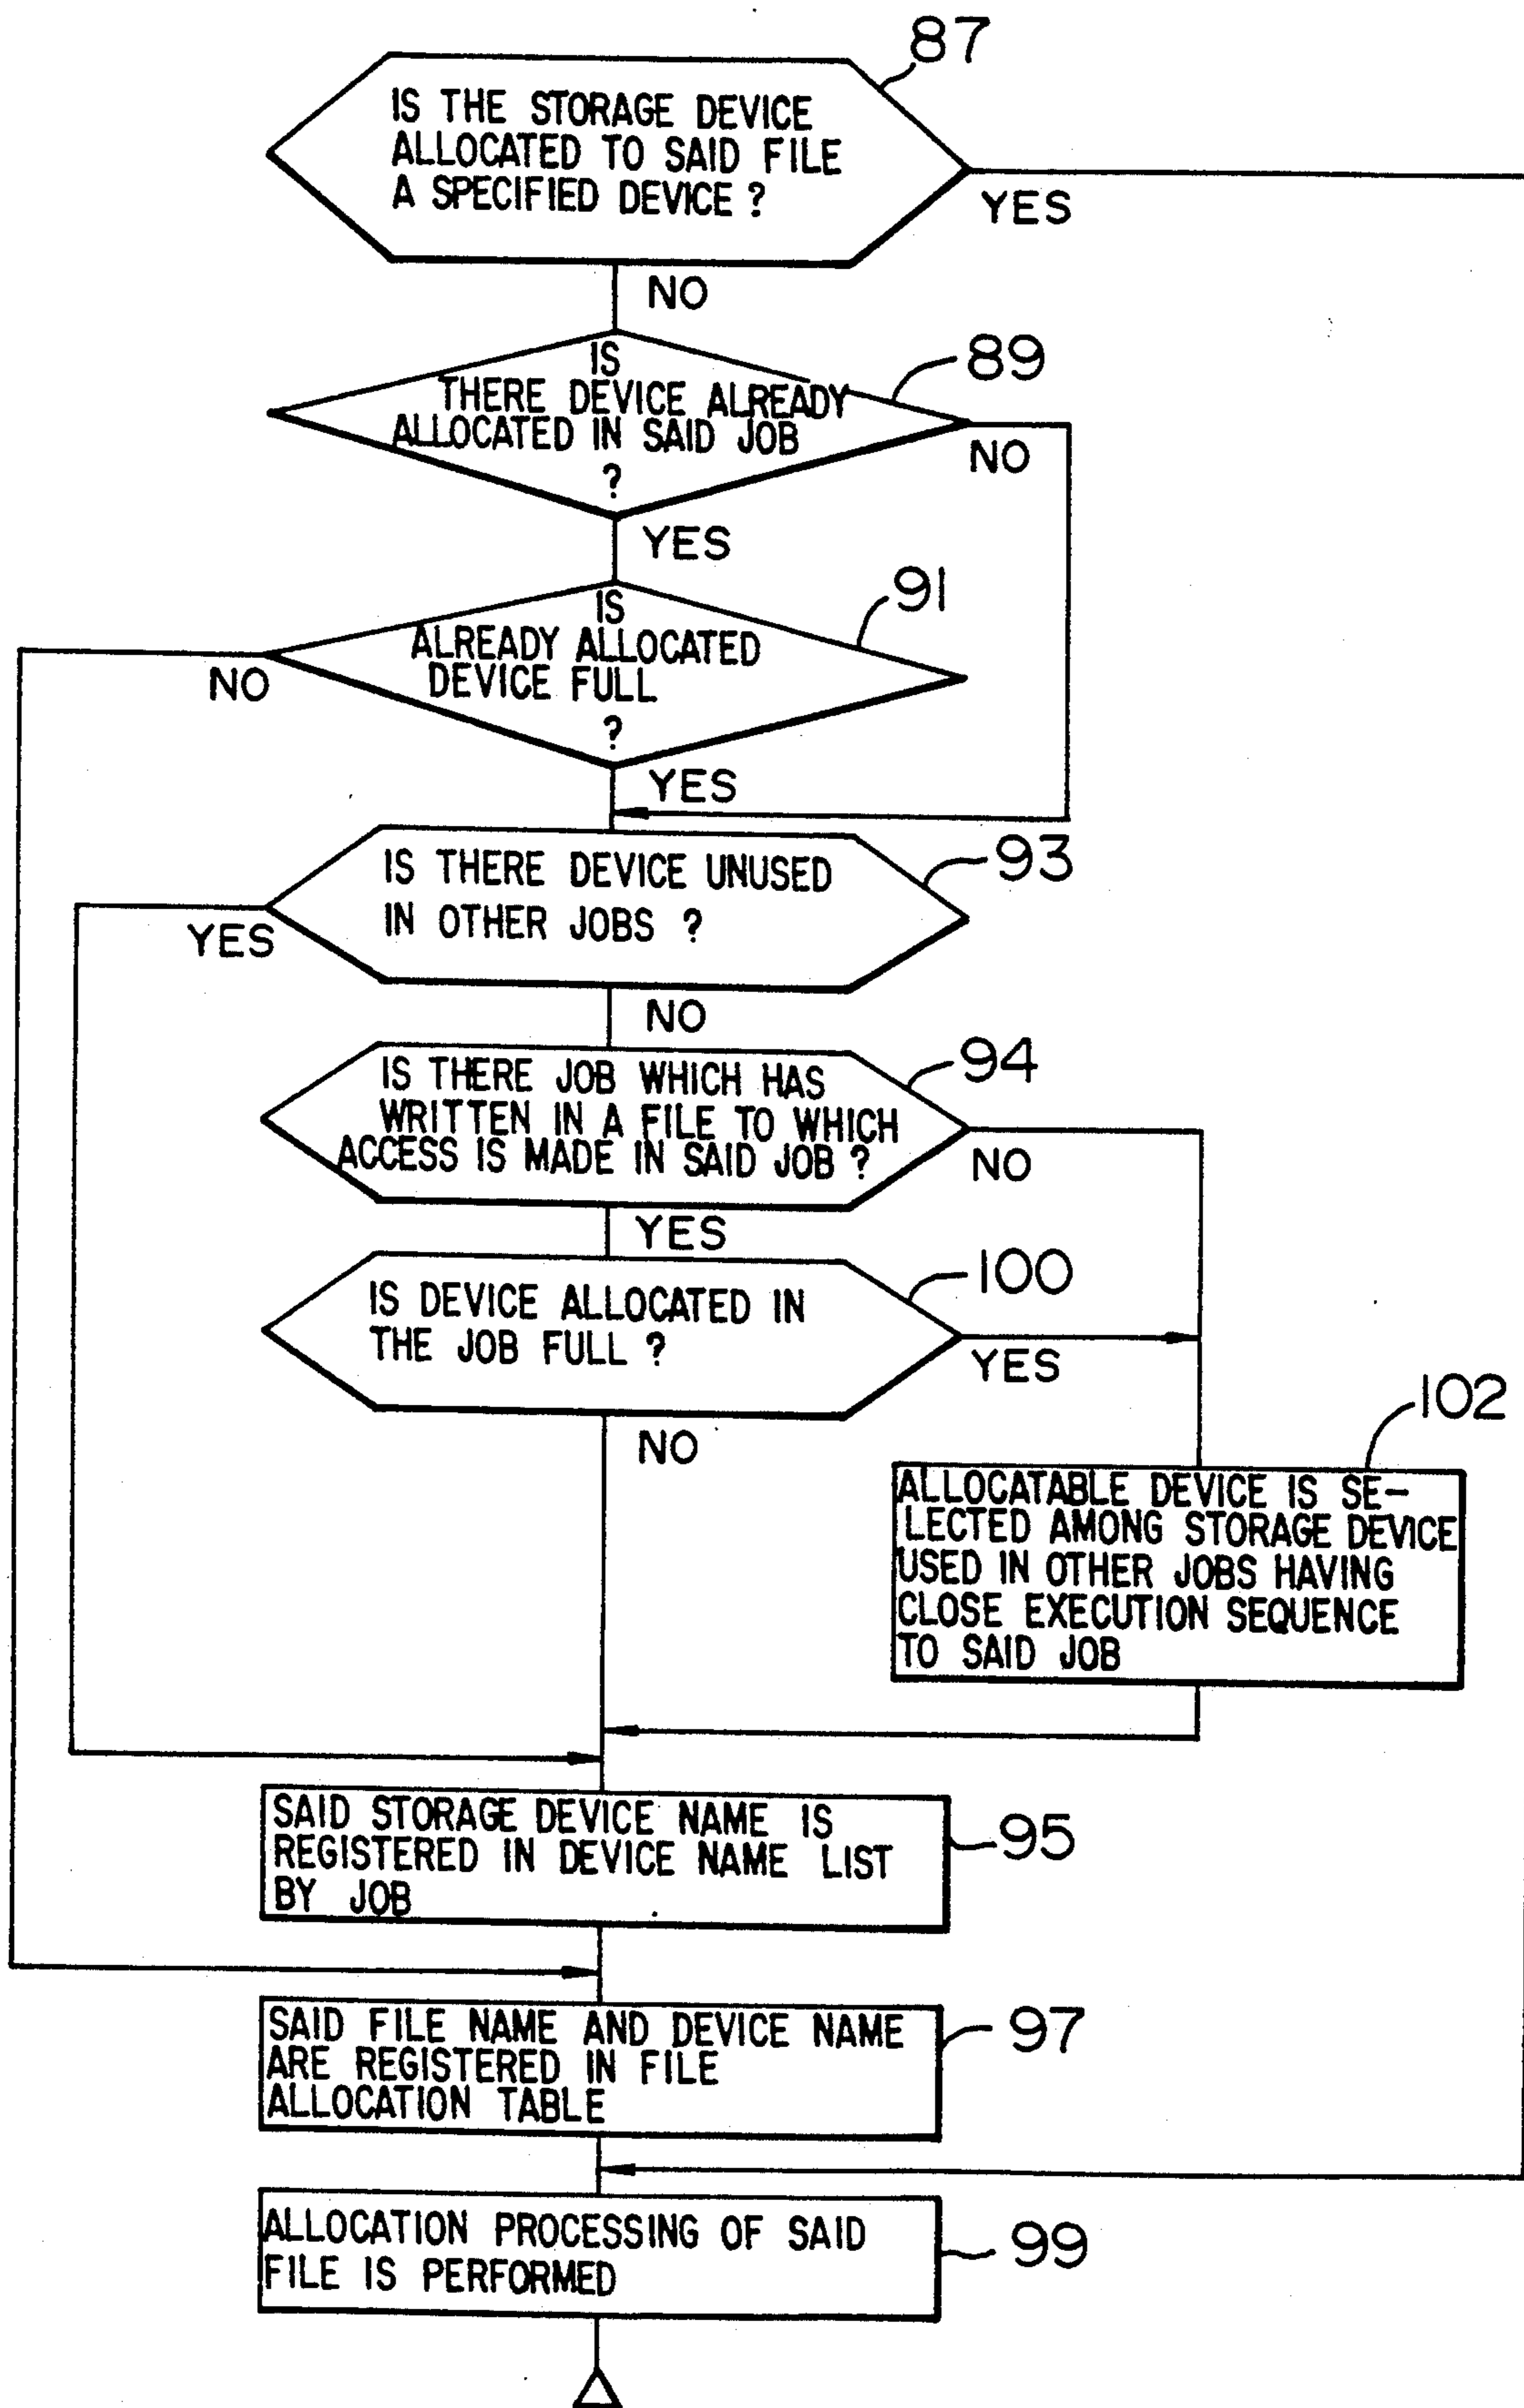 87
IS THE STORAGE DEVICE
ALLOCATED TO SAID FILE
A SPECIFIED DEVICE ?
YES
NO
89
IS
THERE DEVICE ALREADY
ALLOCATED IN SAID JOB
?
NO
YES
91
IS
ALREADY ALLOCATED
DEVICE FULL
?
NO
YES
93
IS THERE DEVICE UNUSED
IN OTHER JOBS ?
YES
NO
94
IS THERE JOB WHICH HAS
WRITTEN IN A FILE TO WHICH
ACCESS IS MADE IN SAID JOB ?
NO
YES
100
IS DEVICE ALLOCATED IN
THE JOB FULL ?
YES
NO
102
ALLOCATABLE DEVICE IS SE-
LECTED AMONG STORAGE DEVICE
USED IN OTHER JOBS HAVING
CLOSE EXECUTION SEQUENCE
TO SAID JOB
SAID STORAGE DEVICE NAME IS
REGISTERED IN DEVICE NAME LIST
BY JOB
95
SAID FILE NAME AND DEVICE NAME
ARE REGISTERED IN FILE
ALLOCATION TABLE
97
ALLOCATION PROCESSING OF SAID
FILE IS PERFORMED
99